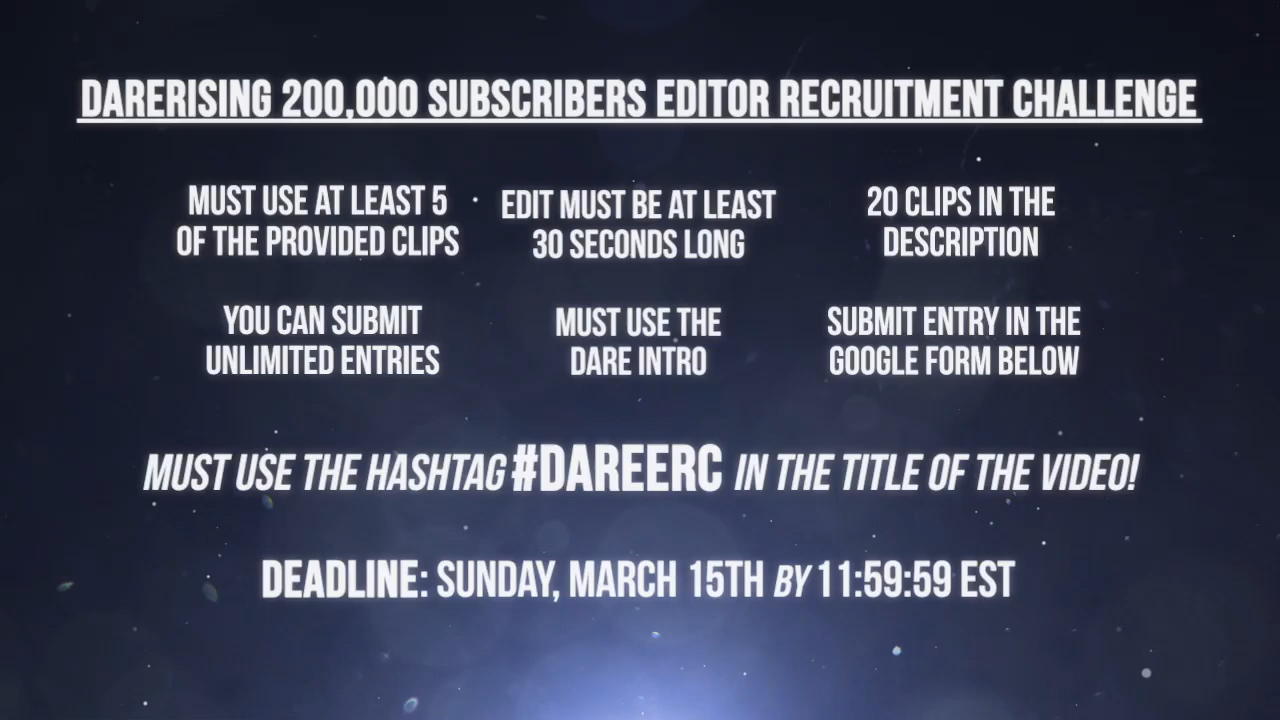 DARERISING 200,000 SUBSCRIBERS EDITOR RECRUITMENT CHALLENGE
MUST USE AT LEAST 5
OF THE PROVIDED CLIPS
EDIT MUST BE AT LEAST
30 SECONDS LONG
20 CLIPS IN THE
DESCRIPTION
YOU CAN SUBMIT
UNLIMITED ENTRIES
MUST USE THE
DARE INTRO
SUBMIT ENTRY IN THE
GOOGLE FORM BELOW
MUST USE THE HASHTAG #DAREERC IN THE TITLE OF THE VIDEO!
DEADLINE: SUNDAY, MARCH 15TH BY 11:59:59 EST